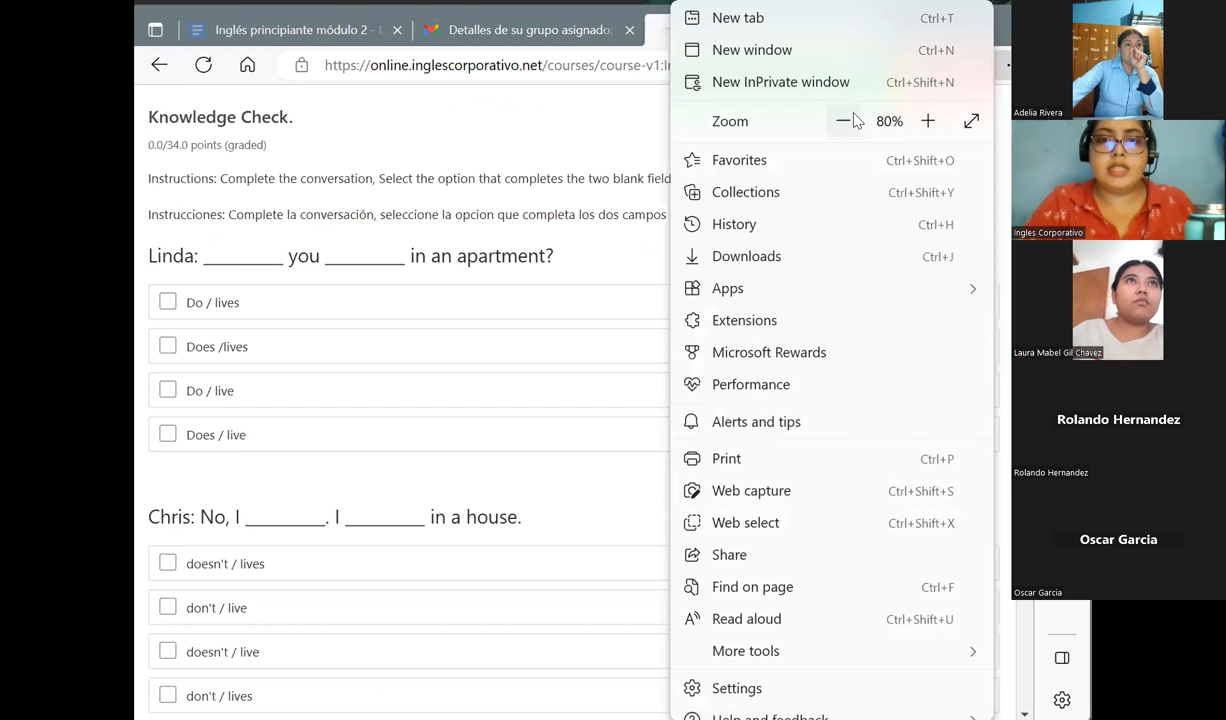 Inglés principiante módulo 2 -
Detalles de su grupo asignado:
https://online.inglescorporativo.net/courses/course-v1:I
Knowledge Check.
0.0/34.0 points (graded)
Instructions: Complete the conversation, Select the option that completes the two blank field
Instrucciones: Complete la conversación, seleccione la opcion que completa los dos campos
Linda: _________ you _________ in an apartment?
Do / lives
Does /lives
Do / live
Does / live
Chris: No, I _________. I _________ in a house.
doesn't / lives
don't / live
doesn't / live
don't / lives
New tab Ctrl+T
New window Ctrl+N
New InPrivate window Ctrl+Shift+N
Zoom 80%
Favorites Ctrl+Shift+O
Collections Ctrl+Shift+Y
History Ctrl+H
Downloads Ctrl+J
Apps
Extensions
Microsoft Rewards
Performance
Alerts and tips
Print Ctrl+P
Web capture Ctrl+Shift+S
Web select Ctrl+Shift+X
Share
Find on page Ctrl+F
Read aloud Ctrl+Shift+U
More tools
Settings
Help and feedback
Adelia Rivera
Ingles Corporativo
Laura Mabel Gil Chavez
Rolando Hernandez
Rolando Hernandez
Oscar Garcia
Oscar Garcia